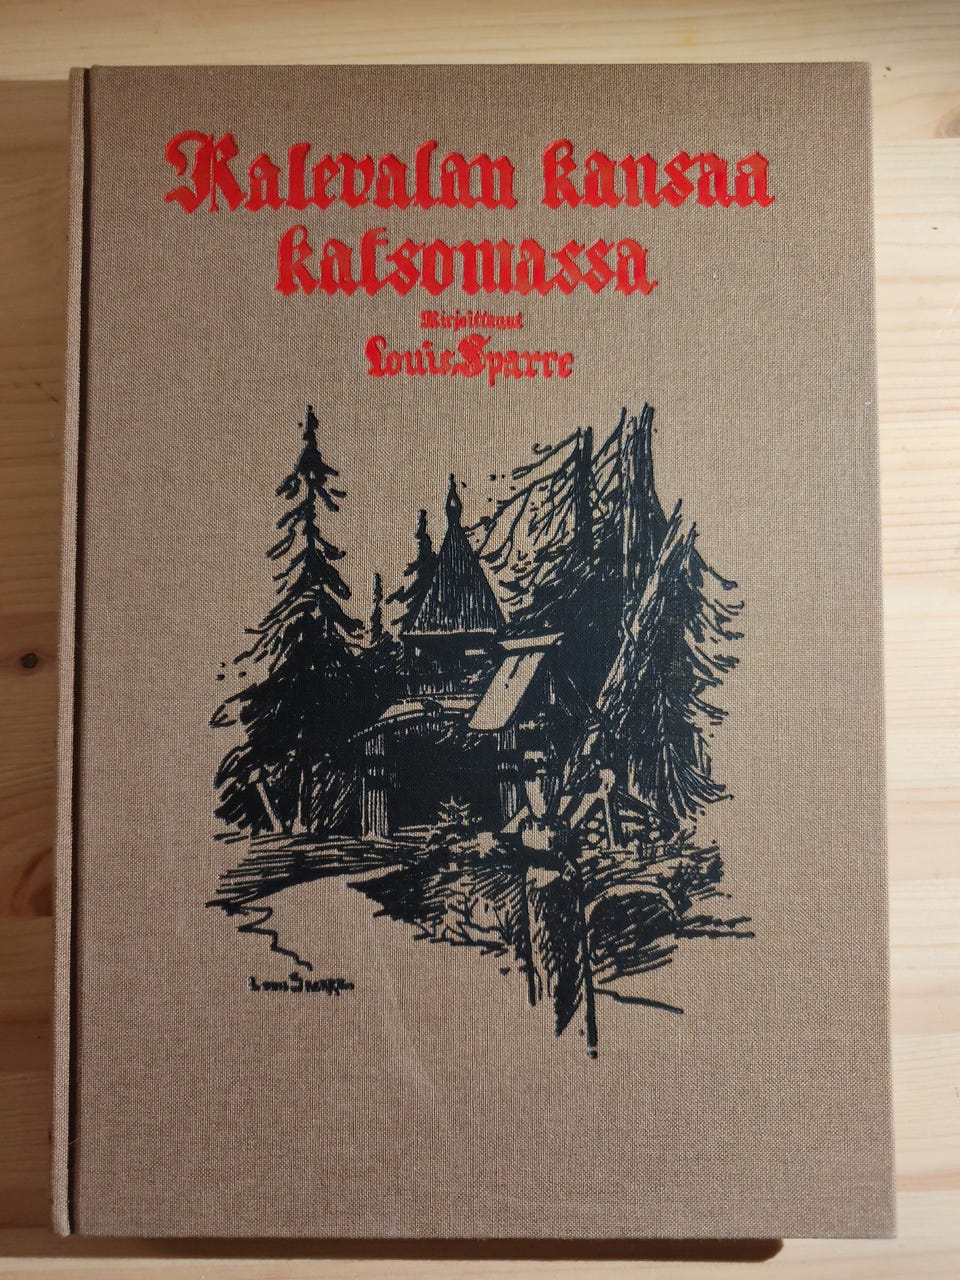 Kalevalan kansaa
katsomassa
Kirjoittanut
Louis Sparre
Louis Sparre